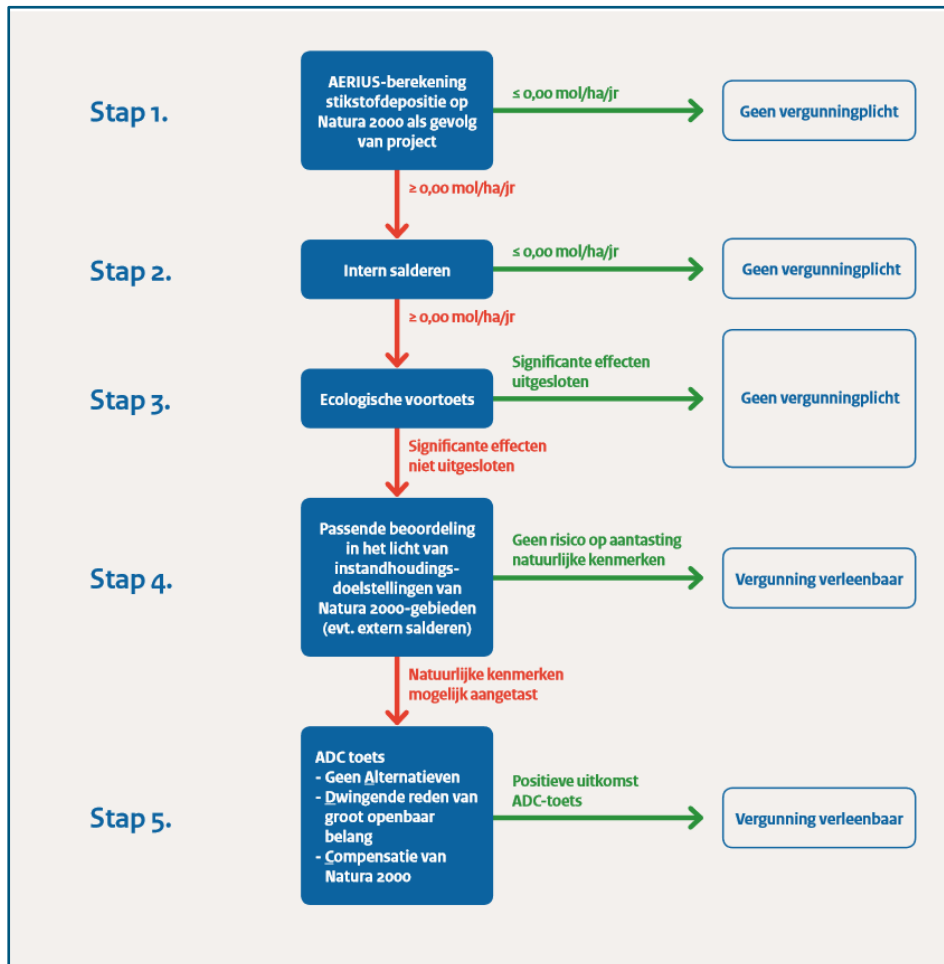 Stap 1.
AERIUS-berekening
stikstofdepositie op
Natura 2000 als gevolg
van project
≤ 0,00 mol/ha/jr
Geen vergunningplicht
≥ 0,00 mol/ha/jr
Stap 2.
Intern salderen
≤ 0,00 mol/ha/jr
Geen vergunningplicht
≥ 0,00 mol/ha/jr
Stap 3.
Ecologische voortoets
Significante effecten
uitgesloten
Geen vergunningplicht
Significante effecten
niet uitgesloten
Stap 4.
Passende beoordeling
in het licht van
instandhoudings-
doelstellingen van
Natura 2000-gebieden
(evt. extern salderen)
Geen risico op aantasting
natuurlijke kenmerken
Vergunning verleenbaar
Natuurlijke kenmerken
mogelijk aangetast
Stap 5.
ADC toets
- Geen Alternatieven
- Dwingende reden van
groot openbaar
belang
- Compensatie van
Natura 2000
Positieve uitkomst
ADC-toets
Vergunning verleenbaar